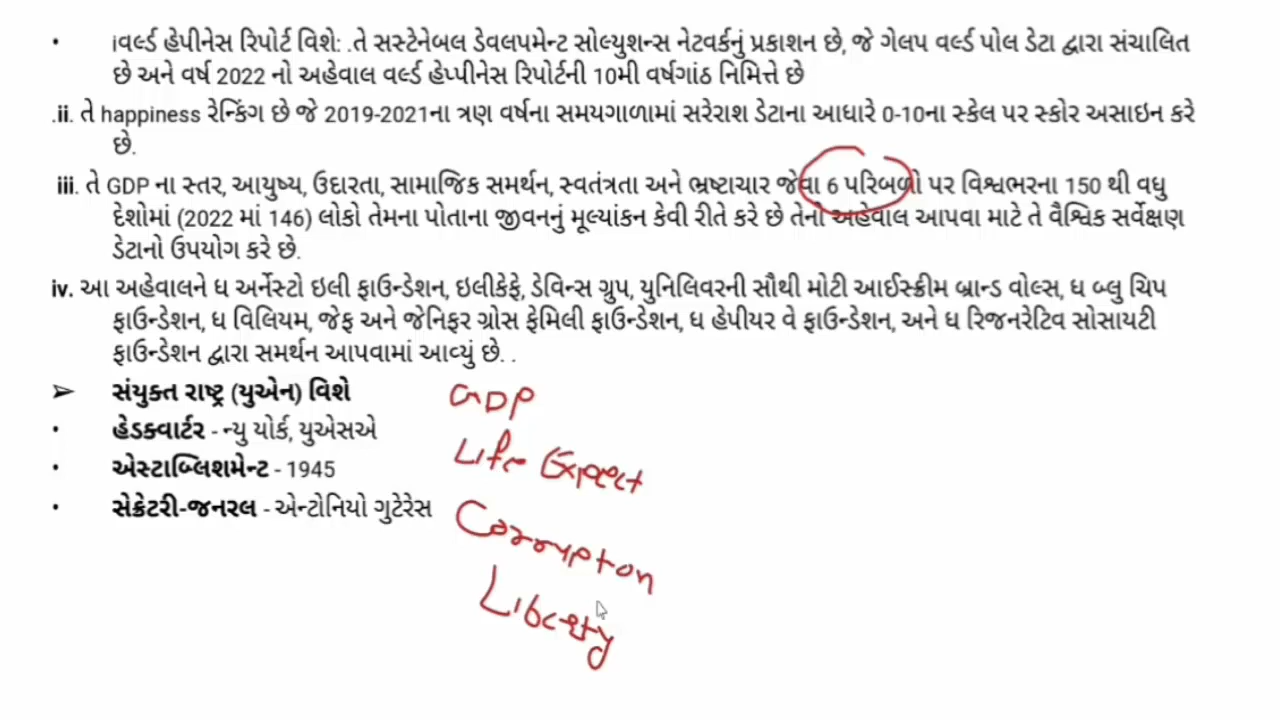 • iવર્લ્ડ હેપીનેસ રિપોર્ટ વિશે: .તે સસ્ટેનેબલ ડેવલપમેન્ટ સોલ્યુશન્સ નેટવર્કનું પ્રકાશન છે, જે ગેલપ વર્લ્ડ પોલ ડેટા દ્વારા સંચાલિત
છે અને વર્ષ 2022 નો અહેવાલ વર્લ્ડ હેપ્પીનેસ રિપોર્ટની 10મી વર્ષગાંઠ નિમિત્તે છે
.ii. તે happiness રેન્કિંગ છે જે 2019-2021ના ત્રણ વર્ષના સમયગાળામાં સરેરાશ ડેટાના આધારે 0-10ના સ્કેલ પર સ્કોર અસાઇન કરે
છે.
iii. તે GDP ના સ્તર, આયુષ્ય, ઉદારતા, સામાજિક સમર્થન, સ્વતંત્રતા અને ભ્રષ્ટાચાર જેવા 6 પરિબળો પર વિશ્વભરના 150 થી વધુ
દેશોમાં (2022 માં 146) લોકો તેમના પોતાના જીવનનું મૂલ્યાંકન કેવી રીતે કરે છે તેનો અહેવાલ આપવા માટે તે વૈશ્વિક સર્વેક્ષણ
ડેટાનો ઉપયોગ કરે છે.
iv. આ અહેવાલને ધ અર્નેસ્ટો ઇલી ફાઉન્ડેશન, ઇલીકેફે, ડેવિન્સ ગ્રુપ, યુનિલિવરની સૌથી મોટી આઈસ્ક્રીમ બ્રાન્ડ વોલ્સ, ધ બ્લુ ચિપ
ફાઉન્ડેશન, ધ વિલિયમ, જેફ અને જેનિફર ગ્રોસ ફેમિલી ફાઉન્ડેશન, ધ હેપીયર વે ફાઉન્ડેશન, અને ધ રિજનરેટિવ સોસાયટી
ફાઉન્ડેશન દ્વારા સમર્થન આપવામાં આવ્યું છે. .
➢ સંયુક્ત રાષ્ટ્ર (યુએન) વિશે
• હેડક્વાર્ટર - ન્યુ યોર્ક, યુએસએ
• એસ્ટાબ્લિશમેન્ટ - 1945
• સેક્રેટરી-જનરલ - એન્ટોનિયો ગુટેરેસ
GDP
Life Expect
Corrupton
Liberty